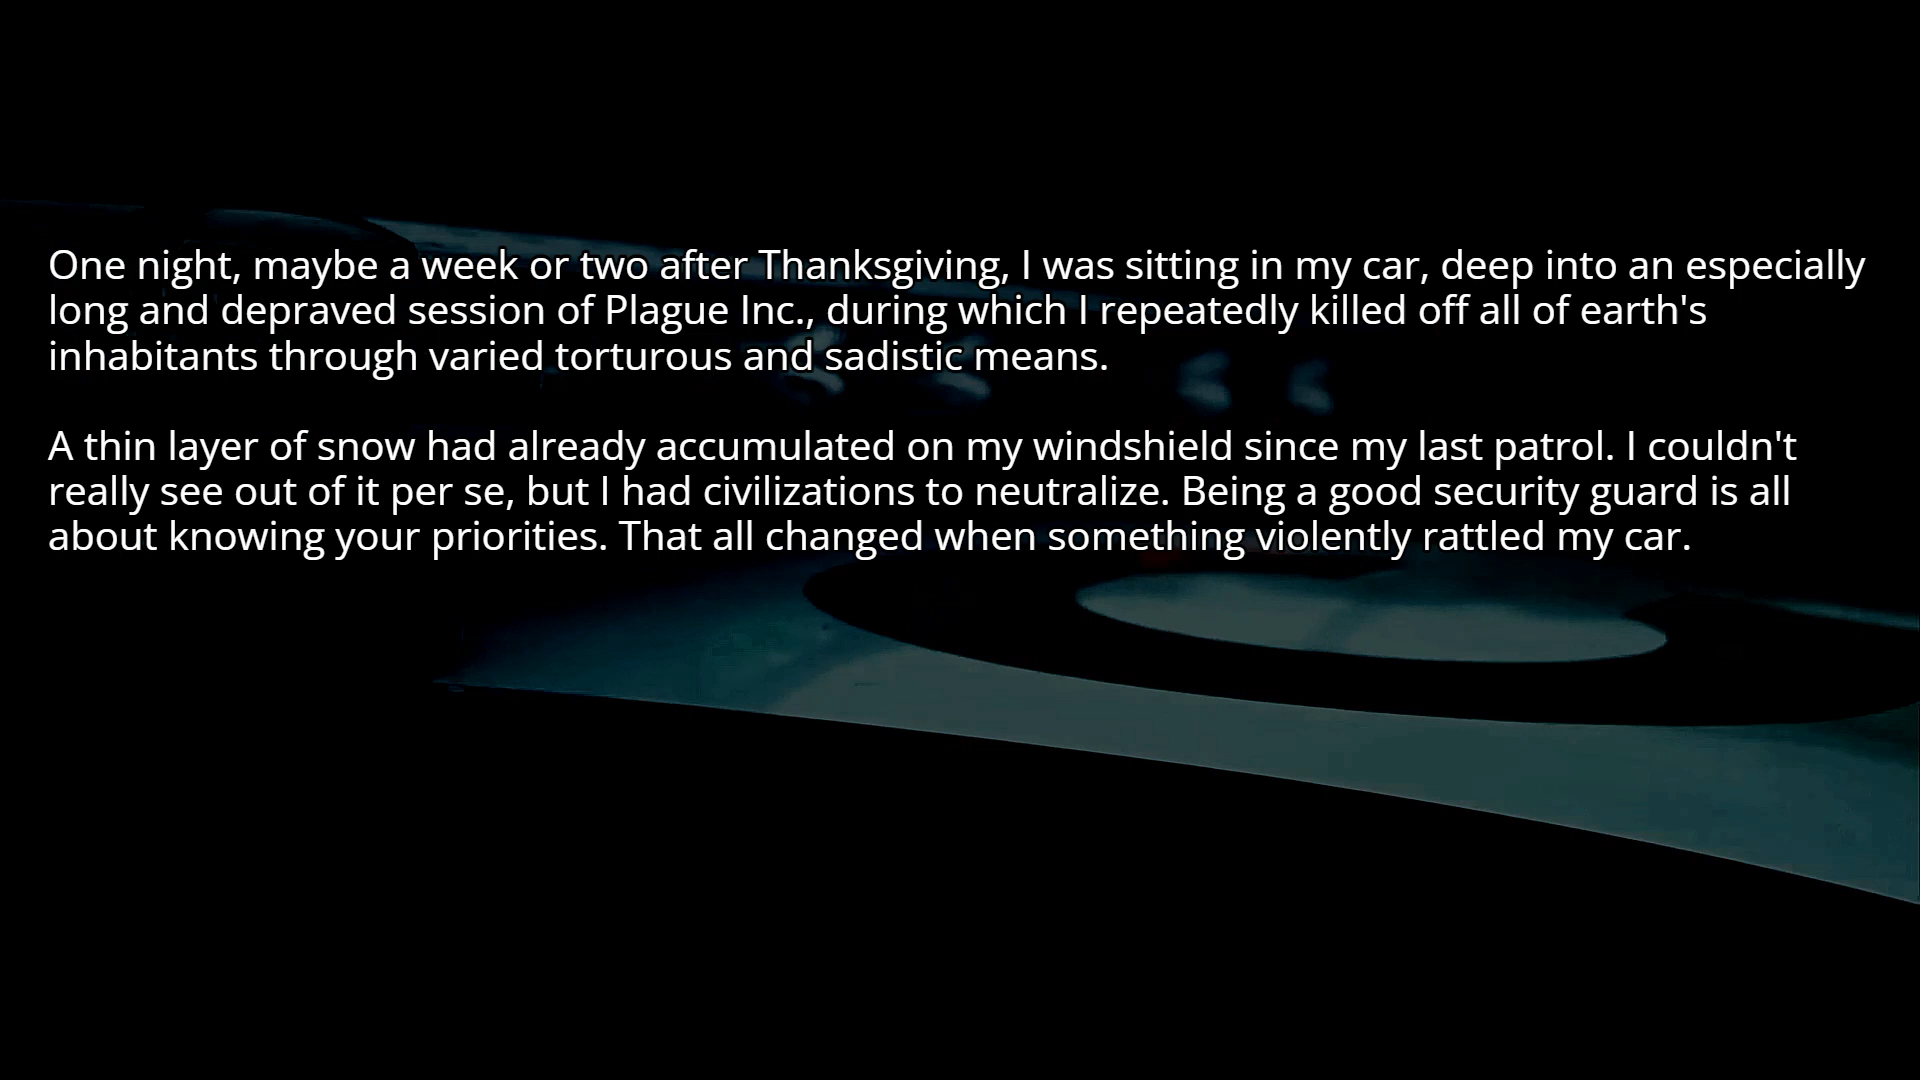 One night, maybe a week or two after Thanksgiving, I was sitting in my car, deep into an especially
long and depraved session of Plague Inc., during which I repeatedly killed off all of earth's
inhabitants through varied torturous and sadistic means.
A thin layer of snow had already accumulated on my windshield since my last patrol. I couldn't
really see out of it per se, but I had civilizations to neutralize. Being a good security guard is all
about knowing your priorities. That all changed when something violently rattled my car.